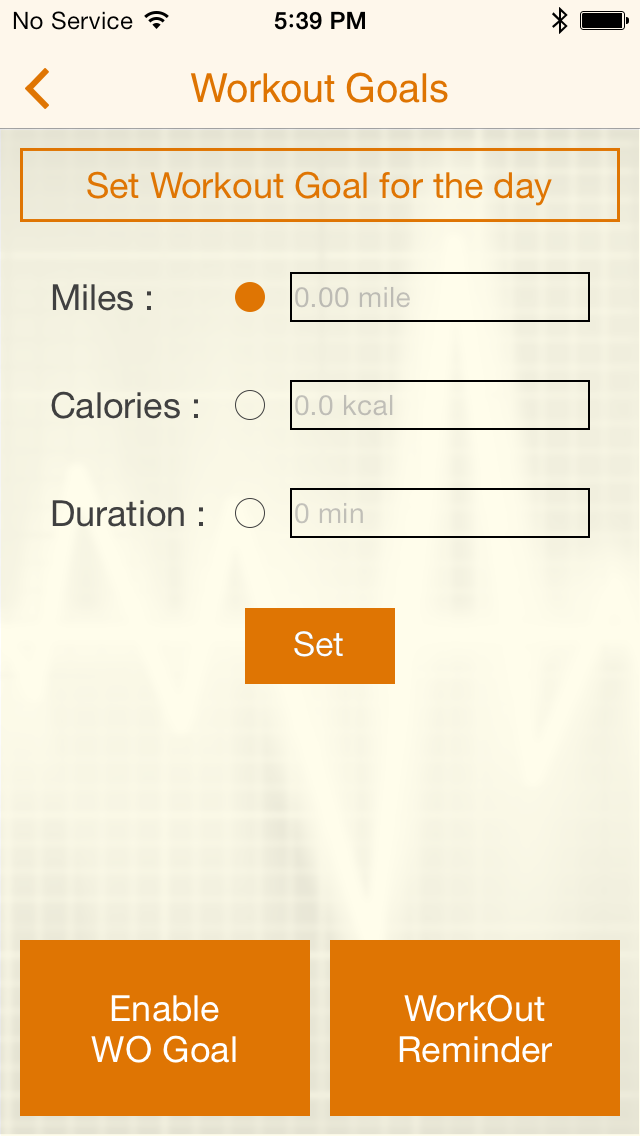 No Service 5:39 PM
Workout Goals
Set Workout Goal for the day
Miles : 0.00 mile
Calories : 0.0 kcal
Duration : 0 min
Set
Enable
WO Goal
WorkOut
Reminder